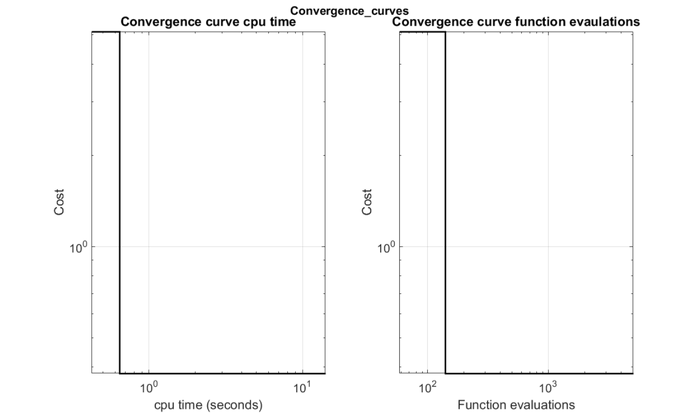 Convergence_curves
Convergence curve cpu time
Convergence curve function evaulations
Cost
10^0
10^0 10^1
cpu time (seconds)
Cost
10^0
10^2 10^3
Function evaluations